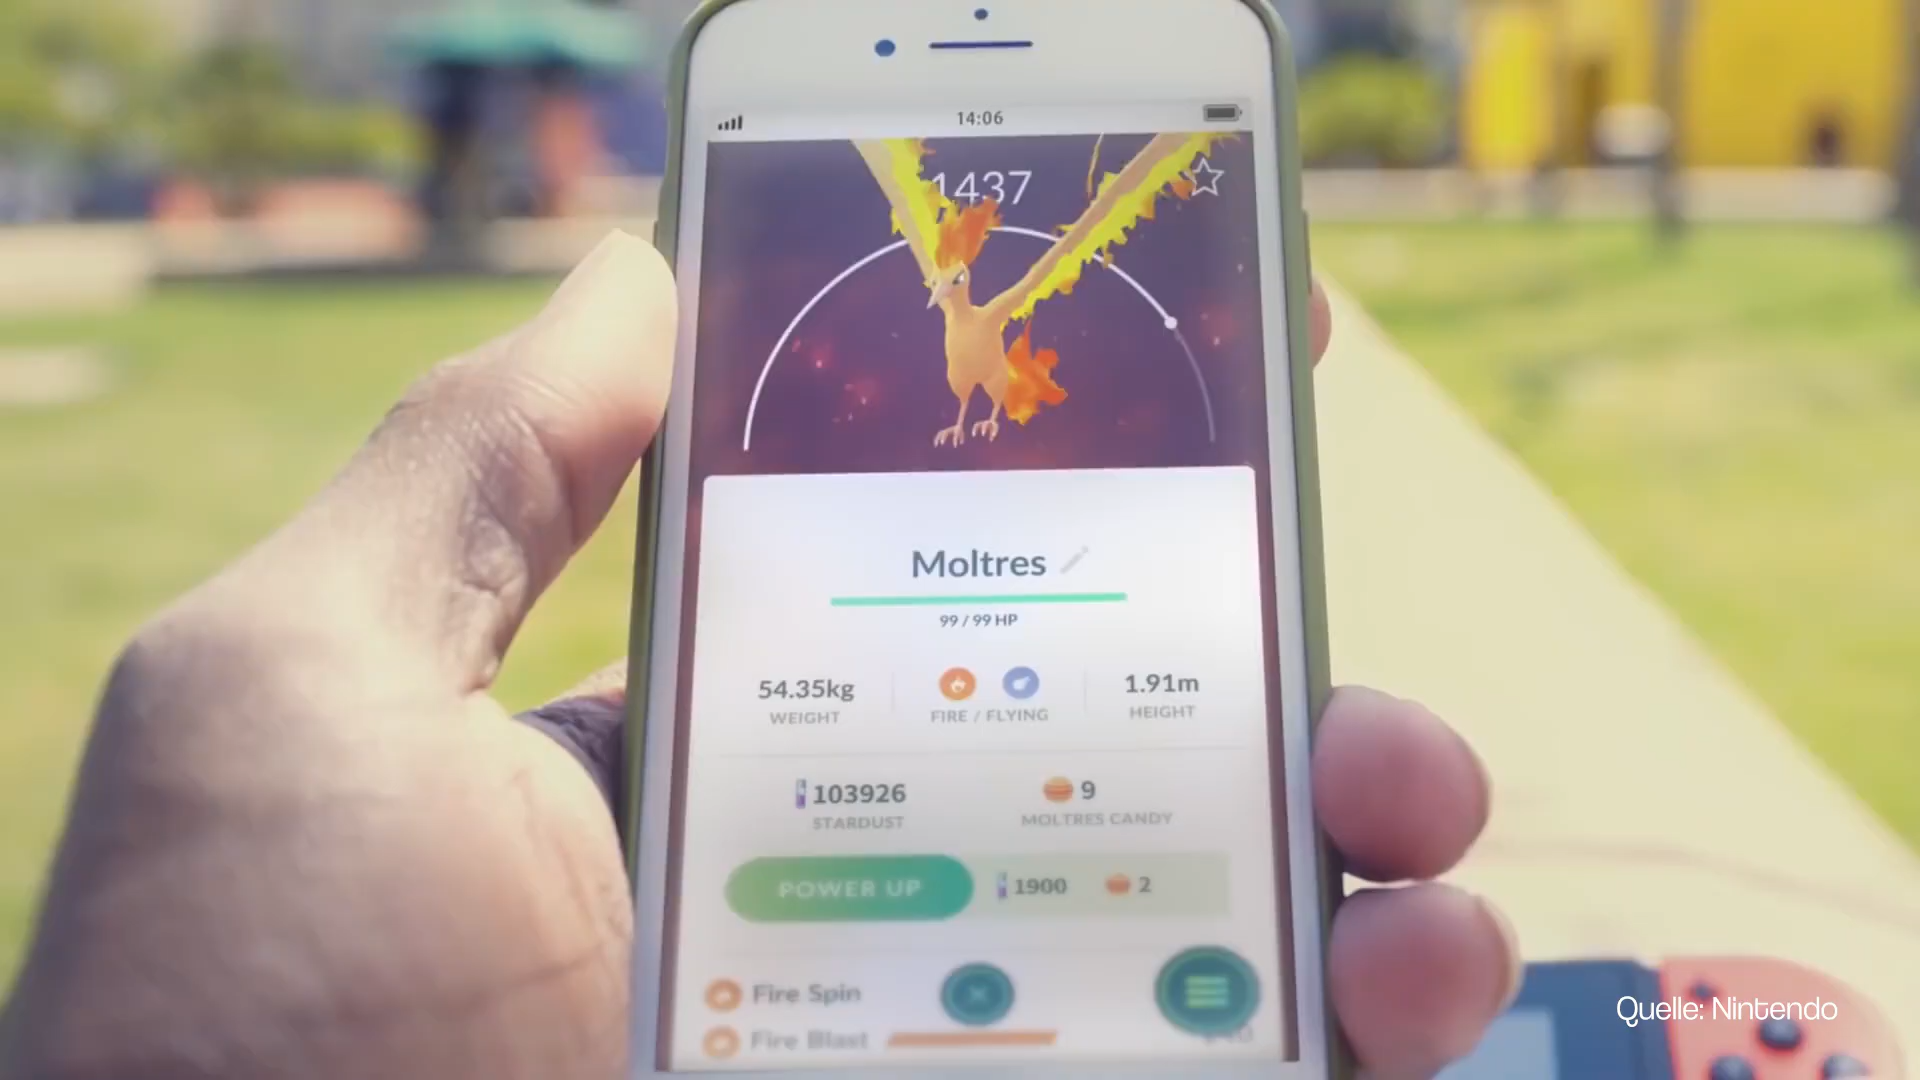 14:06
1437
Moltres
99 / 99 HP
54.35kg
WEIGHT
FIRE / FLYING
1.91m
HEIGHT
103926
STARDUST
9
MOLTRES CANDY
POWER UP
1900
2
Fire Spin
Fire Blast
Quelle: Nintendo